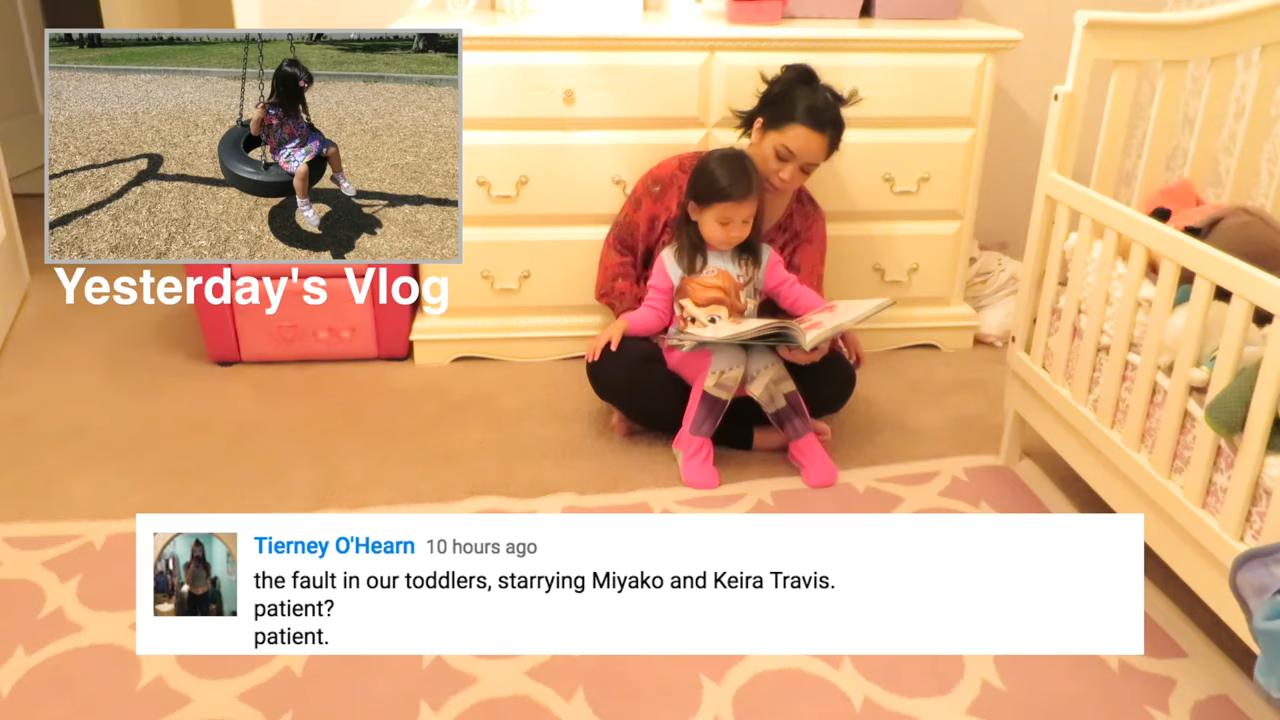 Yesterday's Vlog
Tierney O'Hearn 10 hours ago
the fault in our toddlers, starrying Miyako and Keira Travis.
patient?
patient.